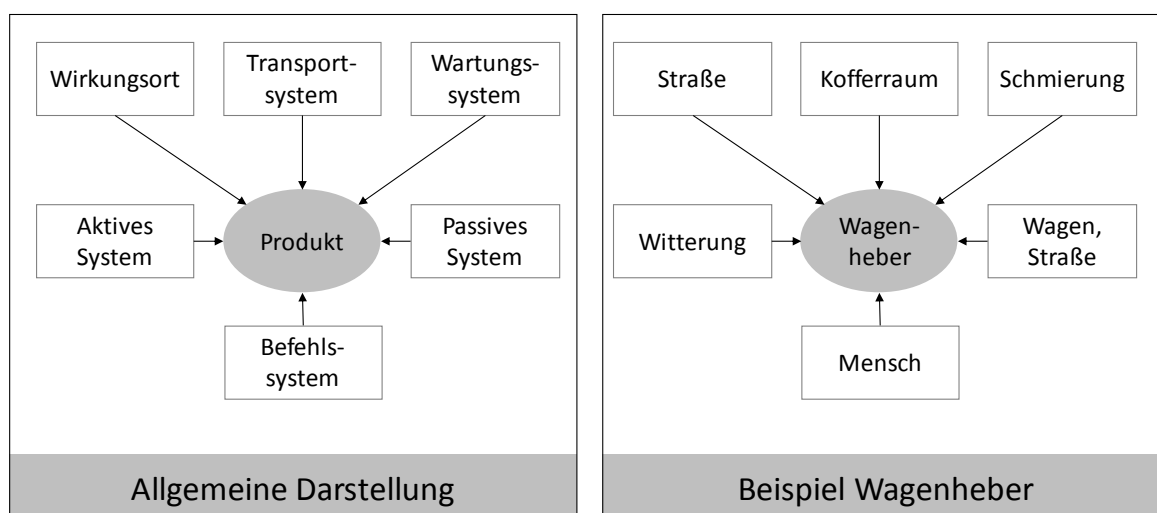 Wirkungsort
Transport-
system
Wartungs-
system
Aktives
System
Produkt
Passives
System
Befehls-
system
Allgemeine Darstellung
Straße
Kofferraum
Schmierung
Witterung
Wagen-
heber
Wagen,
Straße
Mensch
Beispiel Wagenheber